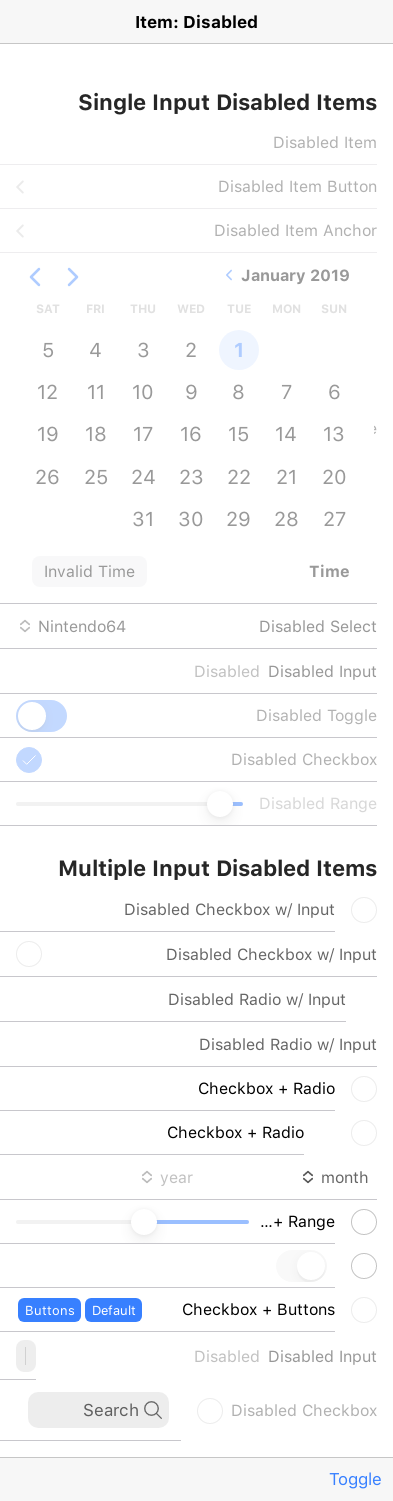 Item: Disabled
Single Input Disabled Items
Disabled Item
Disabled Item Button
Disabled Item Anchor
January 2019
SUN MON TUE WED THU FRI SAT
1 2 3 4 5
6 7 8 9 10 11 12
13 14 15 16 17 18 19
20 21 22 23 24 25 26
27 28 29 30 31
Time Invalid Time
Disabled Select Nintendo64
Disabled Input Disabled
Disabled Toggle
Disabled Checkbox
Disabled Range
Multiple Input Disabled Items
Disabled Checkbox w/ Input
Disabled Checkbox w/ Input
Disabled Radio w/ Input
Disabled Radio w/ Input
Checkbox + Radio
Checkbox + Radio
month year
...+ Range
Checkbox + Buttons Default Buttons
Disabled Input Disabled
Disabled Checkbox Search
Toggle